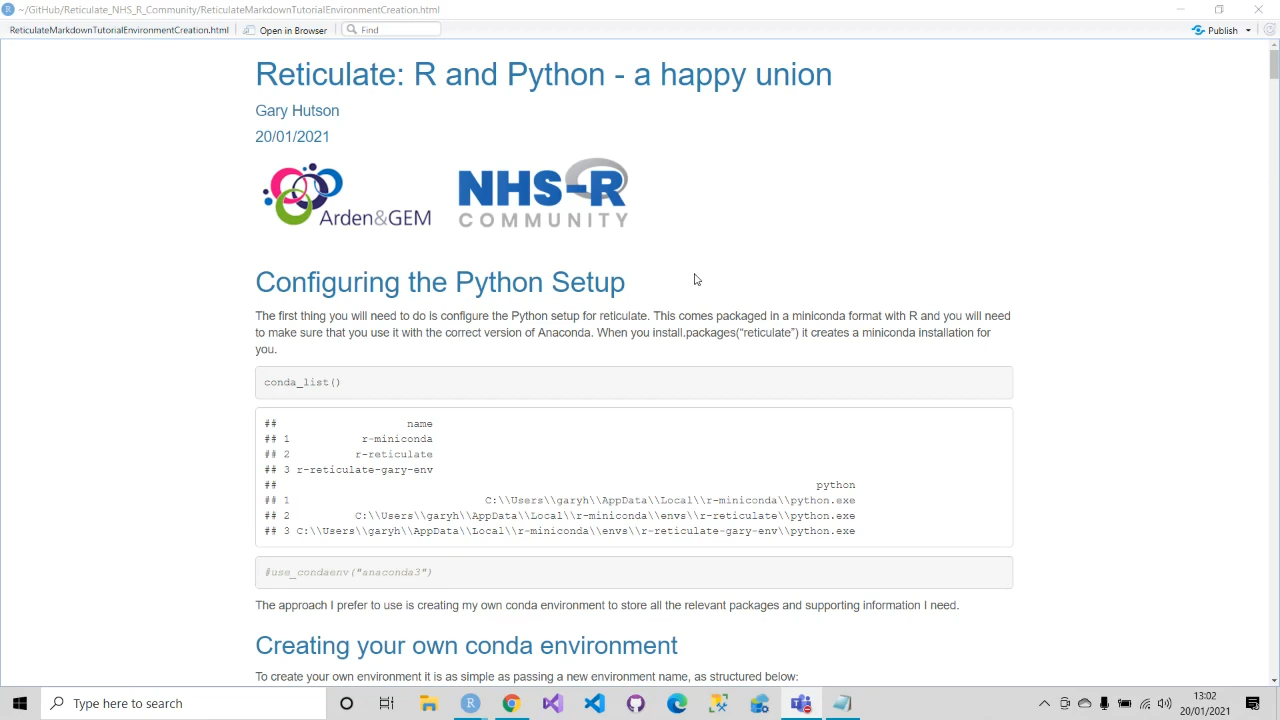 ~/GitHub/Reticulate_NHS_R_Community/ReticulateMarkdownTutorialEnvironmentCreation.html
ReticulateMarkdownTutorialEnvironmentCreation.html Open in Browser Find Publish
Reticulate: R and Python - a happy union
Gary Hutson
20/01/2021
Arden&GEM
NHS-R
COMMUNITY
Configuring the Python Setup
The first thing you will need to do is configure the Python setup for reticulate. This comes packaged in a miniconda format with R and you will need
to make sure that you use it with the correct version of Anaconda. When you install.packages(“reticulate”) it creates a miniconda installation for
you.
conda_list()
## name
## 1 r-miniconda
## 2 r-reticulate
## 3 r-reticulate-gary-env
## python
## 1 C:\\Users\\garyh\\AppData\\Local\\r-miniconda\\python.exe
## 2 C:\\Users\\garyh\\AppData\\Local\\r-miniconda\\envs\\r-reticulate\\python.exe
## 3 C:\\Users\\garyh\\AppData\\Local\\r-miniconda\\envs\\r-reticulate-gary-env\\python.exe
#use_condaenv("anaconda3")
The approach I prefer to use is creating my own conda environment to store all the relevant packages and supporting information I need.
Creating your own conda environment
To create your own environment it is as simple as passing a new environment name, as structured below:
Type here to search
13:02
20/01/2021